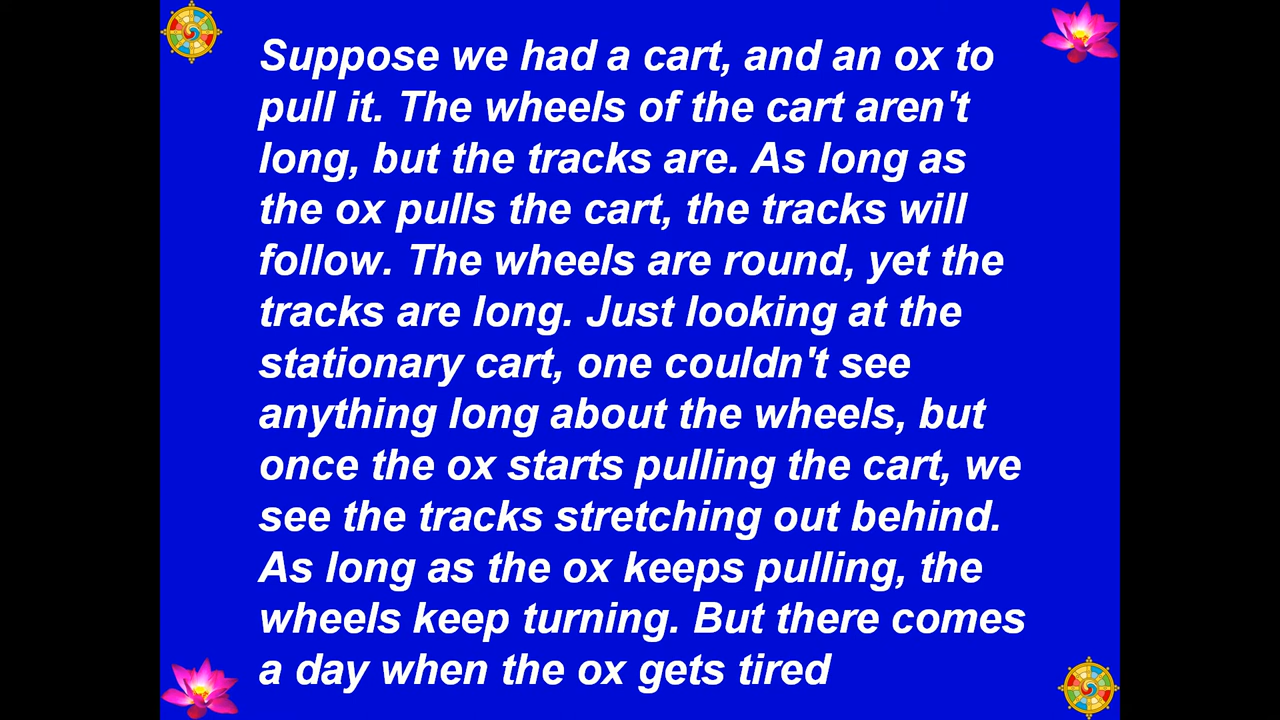 Suppose we had a cart, and an ox to
pull it. The wheels of the cart aren't
long, but the tracks are. As long as
the ox pulls the cart, the tracks will
follow. The wheels are round, yet the
tracks are long. Just looking at the
stationary cart, one couldn't see
anything long about the wheels, but
once the ox starts pulling the cart, we
see the tracks stretching out behind.
As long as the ox keeps pulling, the
wheels keep turning. But there comes
a day when the ox gets tired